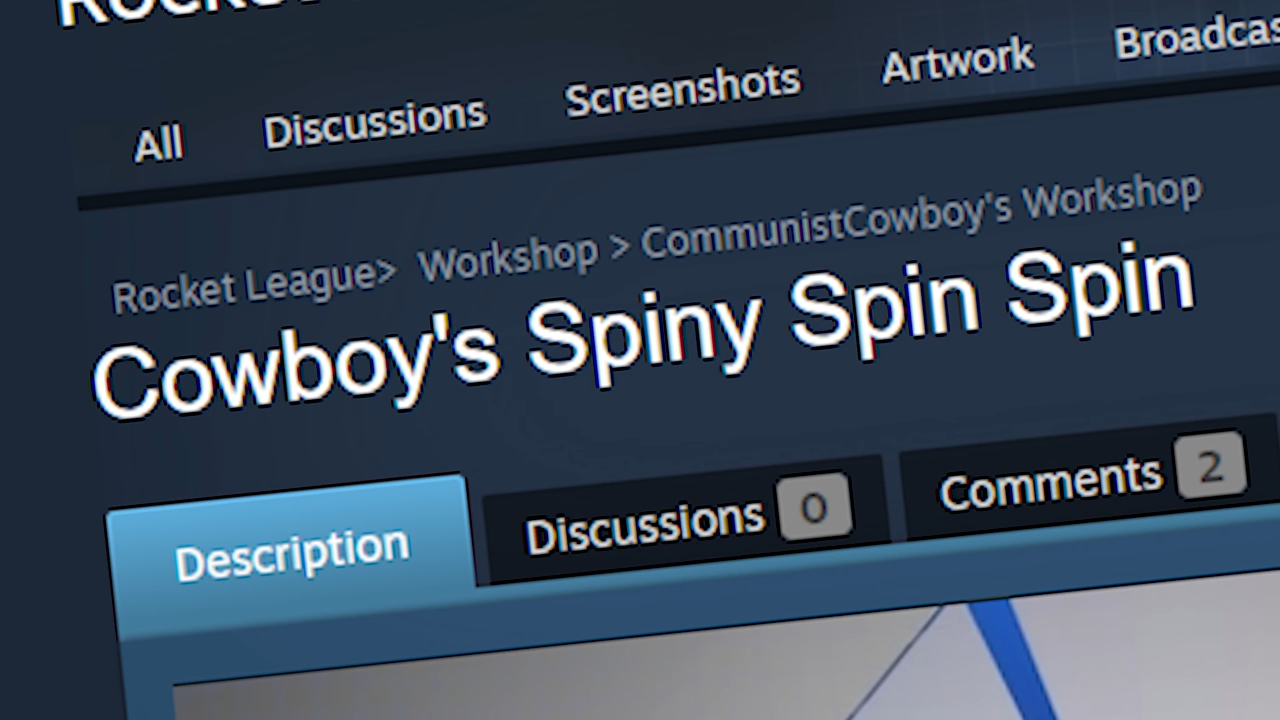 All Discussions Screenshots Artwork
Rocket League> Workshop > CommunistCowboy's Workshop
Cowboy's Spiny Spin Spin
Description Discussions 0 Comments 2